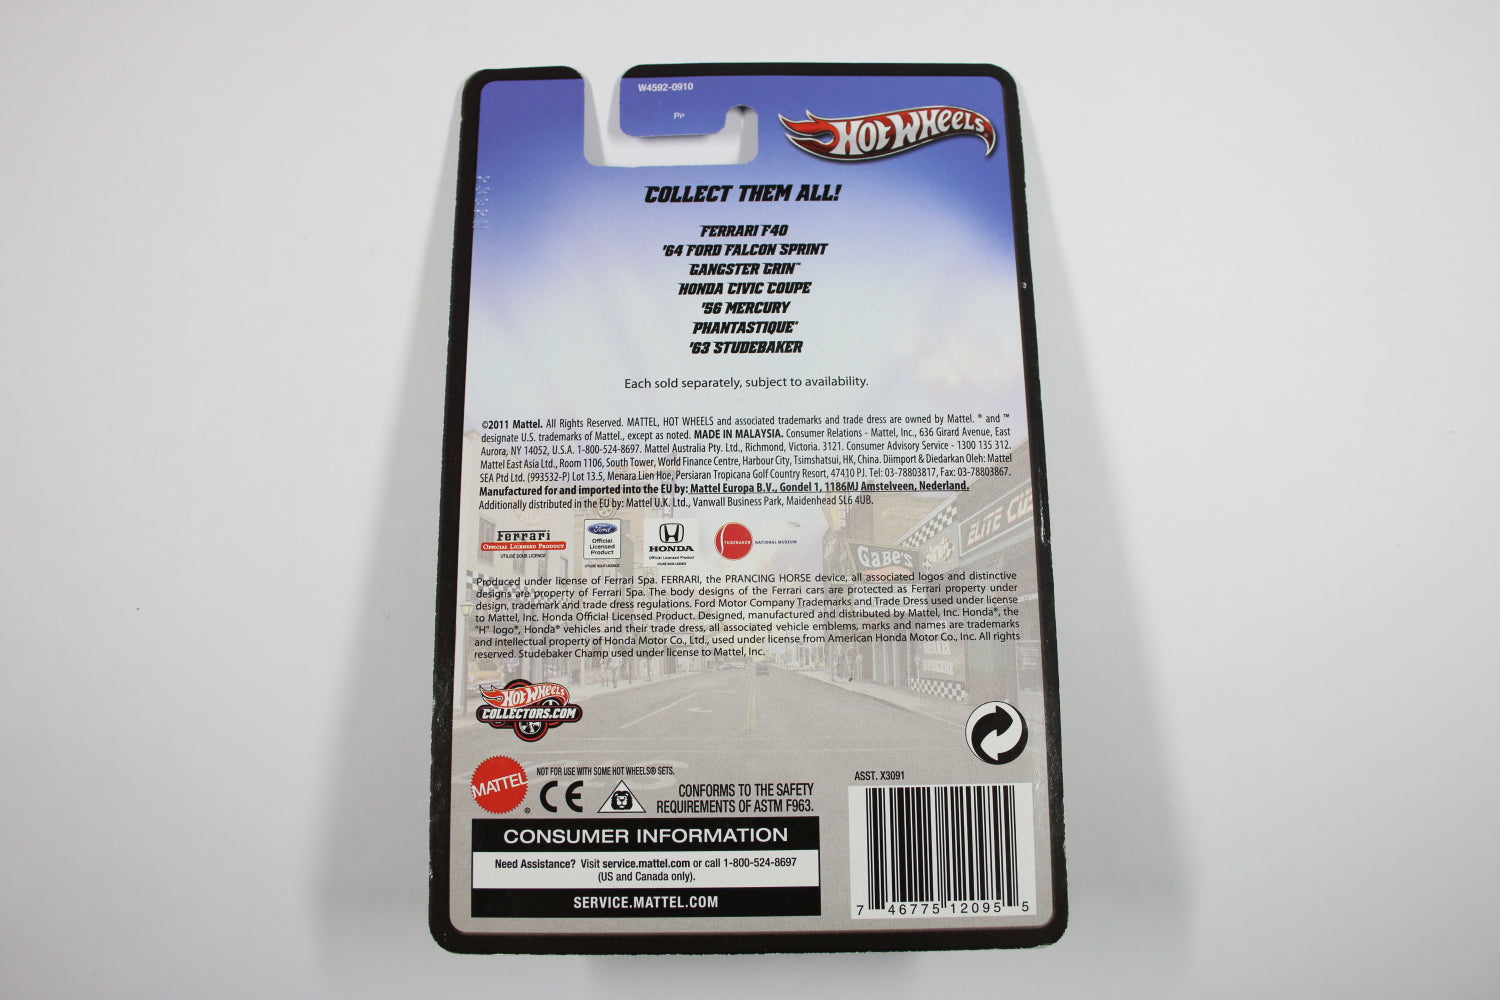 W4592-0910
PP
HOT WHEELS
COLLECT THEM ALL!
FERRARI F40
'64 FORD FALCON SPRINT
GANGSTER GRIN™
HONDA CIVIC COUPE
'56 MERCURY
PHANTASTIQUE™
'63 STUDEBAKER
Each sold separately, subject to availability.
©2011 Mattel. All Rights Reserved. MATTEL, HOT WHEELS and associated trademarks and trade dress are owned by Mattel. ® and ™
designate U.S. trademarks of Mattel., except as noted. MADE IN MALAYSIA. Consumer Relations - Mattel, Inc., 636 Girard Avenue, East
Aurora, NY 14052, U.S.A. 1-800-524-8697. Mattel Australia Pty. Ltd., Richmond, Victoria. 3121. Consumer Advisory Service - 1300 135 312.
Mattel East Asia Ltd., Room 1106, South Tower, World Finance Centre, Harbour City, Tsimshatsui, HK, China. Diimport & Diedarkan Oleh: Mattel
SEA Ptd Ltd. (993532-P) Lot 13.5, Menara Lien Hoe, Persiaran Tropicana Golf Country Resort, 47410 PJ. Tel: 03-78803817, Fax: 03-78803867.
Manufactured for and imported into the EU by: Mattel Europa B.V., Gondel 1, 1186MJ Amstelveen, Nederland.
Additionally distributed in the EU by: Mattel U.K. Ltd., Vanwall Business Park, Maidenhead SL6 4UB.
Ferrari
OFFICIAL LICENSED PRODUCT
UTILISÉ SOUS LICENCE
Ford
Official
Licensed
Product
UTILISÉ SOUS LICENCE
HONDA
Official Licensed Product
UTILISÉ SOUS LICENCE
STUDEBAKER NATIONAL MUSEUM
GABE'S
ELITE CU
Produced under license of Ferrari Spa. FERRARI, the PRANCING HORSE device, all associated logos and distinctive
designs are property of Ferrari Spa. The body designs of the Ferrari cars are protected as Ferrari property under
design, trademark and trade dress regulations. Ford Motor Company Trademarks and Trade Dress used under license
to Mattel, Inc. Honda Official Licensed Product. Designed, manufactured and distributed by Mattel, Inc. Honda®, the
"H" logo®, Honda® vehicles and their trade dress, all associated vehicle emblems, marks and names are trademarks
and intellectual property of Honda Motor Co., Ltd., used under license from American Honda Motor Co., Inc. All rights
reserved. Studebaker Champ used under license to Mattel, Inc.
HOT WHEELS
COLLECTORS.COM
MATTEL®
NOT FOR USE WITH SOME HOT WHEELS® SETS.
CE
CONFORMS TO THE SAFETY
REQUIREMENTS OF ASTM F963.
CONSUMER INFORMATION
Need Assistance? Visit service.mattel.com or call 1-800-524-8697
(US and Canada only).
SERVICE.MATTEL.COM
ASST. X3091
7 46775 12095 5